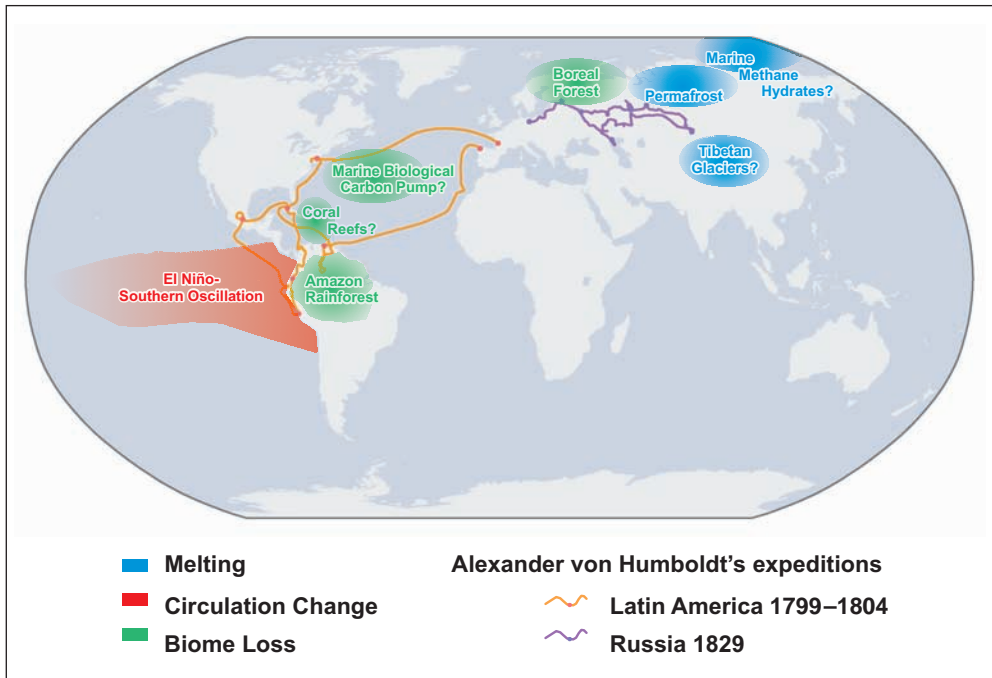 Marine
Methane
Hydrates?
Boreal
Forest
Permafrost
Tibetan
Glaciers?
Marine Biological
Carbon Pump?
Coral
Reefs?
El Niño-
Southern Oscillation
Amazon
Rainforest
Melting
Circulation Change
Biome Loss
Alexander von Humboldt’s expeditions
Latin America 1799–1804
Russia 1829